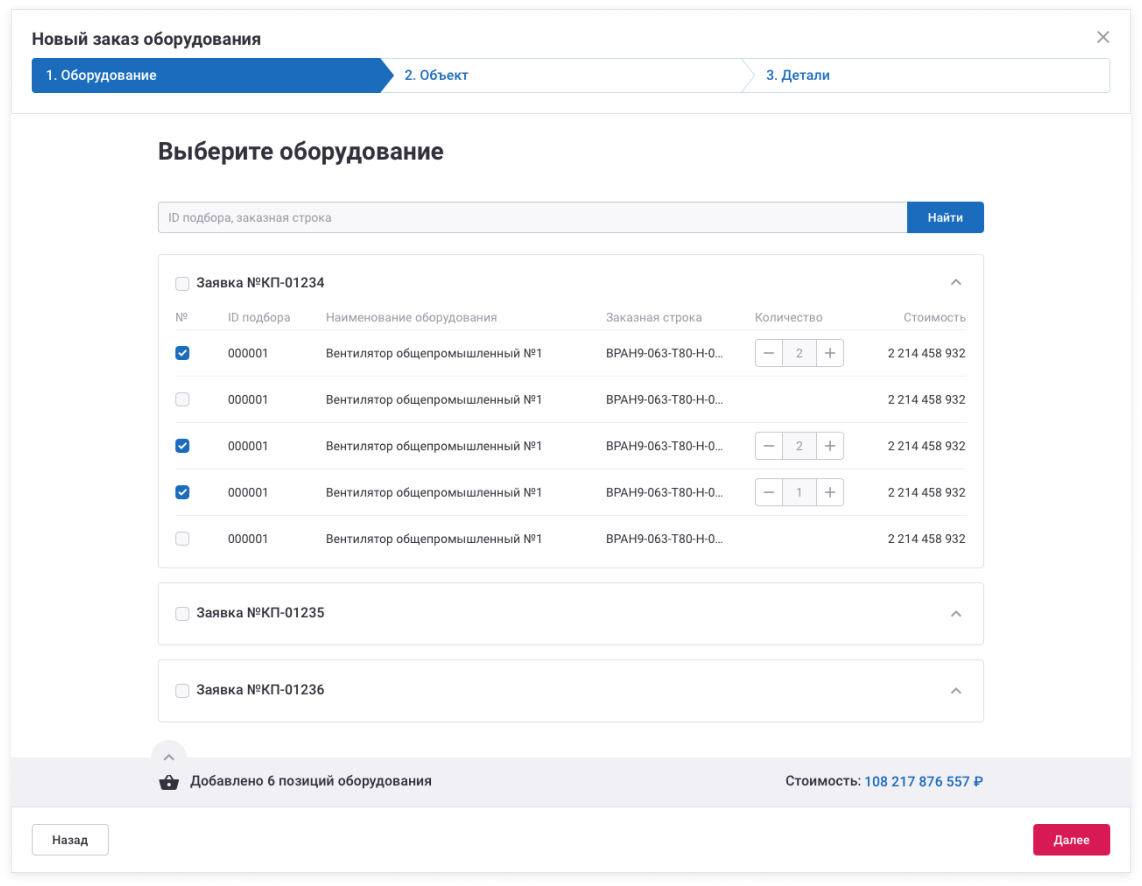 Новый заказ оборудования
1. Оборудование 2. Объект 3. Детали
Выберите оборудование
ID подбора, заказная строка Найти
Заявка №КП-01234
№ ID подбора Наименование оборудования Заказная строка Количество Стоимость
000001 Вентилятор общепромышленный №1 ВРАН9-063-Т80-Н-0... 2 2 214 458 932
000001 Вентилятор общепромышленный №1 ВРАН9-063-Т80-Н-0... 2 214 458 932
000001 Вентилятор общепромышленный №1 ВРАН9-063-Т80-Н-0... 2 2 214 458 932
000001 Вентилятор общепромышленный №1 ВРАН9-063-Т80-Н-0... 1 2 214 458 932
000001 Вентилятор общепромышленный №1 ВРАН9-063-Т80-Н-0... 2 214 458 932
Заявка №КП-01235
Заявка №КП-01236
Добавлено 6 позиций оборудования Стоимость: 108 217 876 557 ₽
Назад Далее